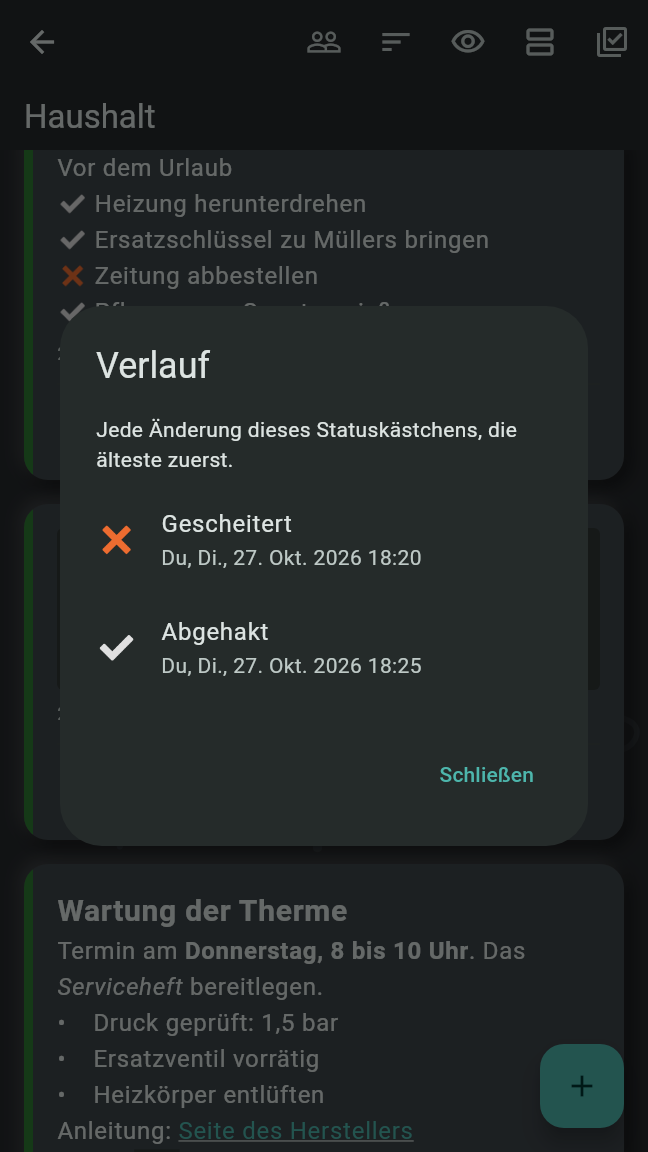 Haushalt
Vor dem Urlaub
Heizung herunterdrehen
Ersatzschlüssel zu Müllers bringen
Zeitung abbestellen
Verlauf
Jede Änderung dieses Statuskästchens, die
älteste zuerst.
Gescheitert
Du, Di., 27. Okt. 2026 18:20
Abgehakt
Du, Di., 27. Okt. 2026 18:25
Schließen
Wartung der Therme
Termin am Donnerstag, 8 bis 10 Uhr. Das
Serviceheft bereitlegen.
• Druck geprüft: 1,5 bar
• Ersatzventil vorrätig
• Heizkörper entlüften
Anleitung: Seite des Herstellers